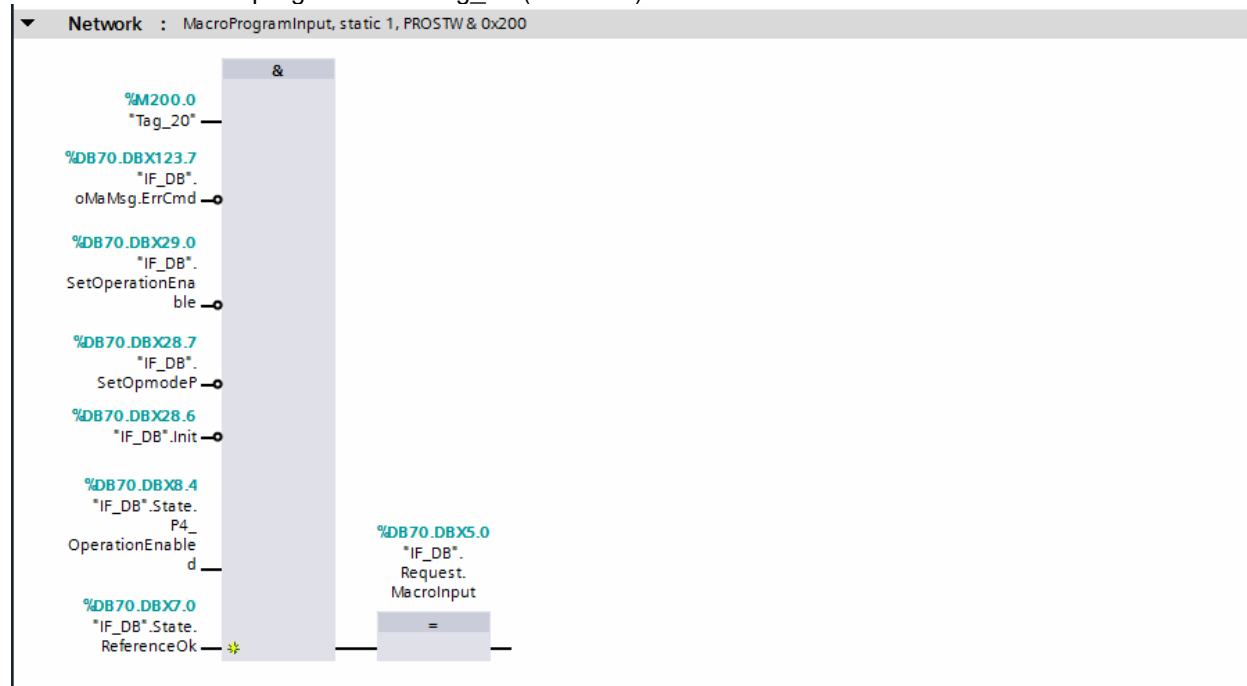 Network : MacroProgramInput, static 1, PROSTW & 0x200
&
%M200.0
"Tag_20"
%DB70.DBX123.7
"IF_DB".
oMaMsg.ErrCmd
%DB70.DBX29.0
"IF_DB".
SetOperationEna
ble
%DB70.DBX28.7
"IF_DB".
SetOpmodeP
%DB70.DBX28.6
"IF_DB".Init
%DB70.DBX8.4
"IF_DB".State.
P4_
OperationEnable
d
%DB70.DBX7.0
"IF_DB".State.
ReferenceOk
%DB70.DBX5.0
"IF_DB".
Request.
MacroInput
=